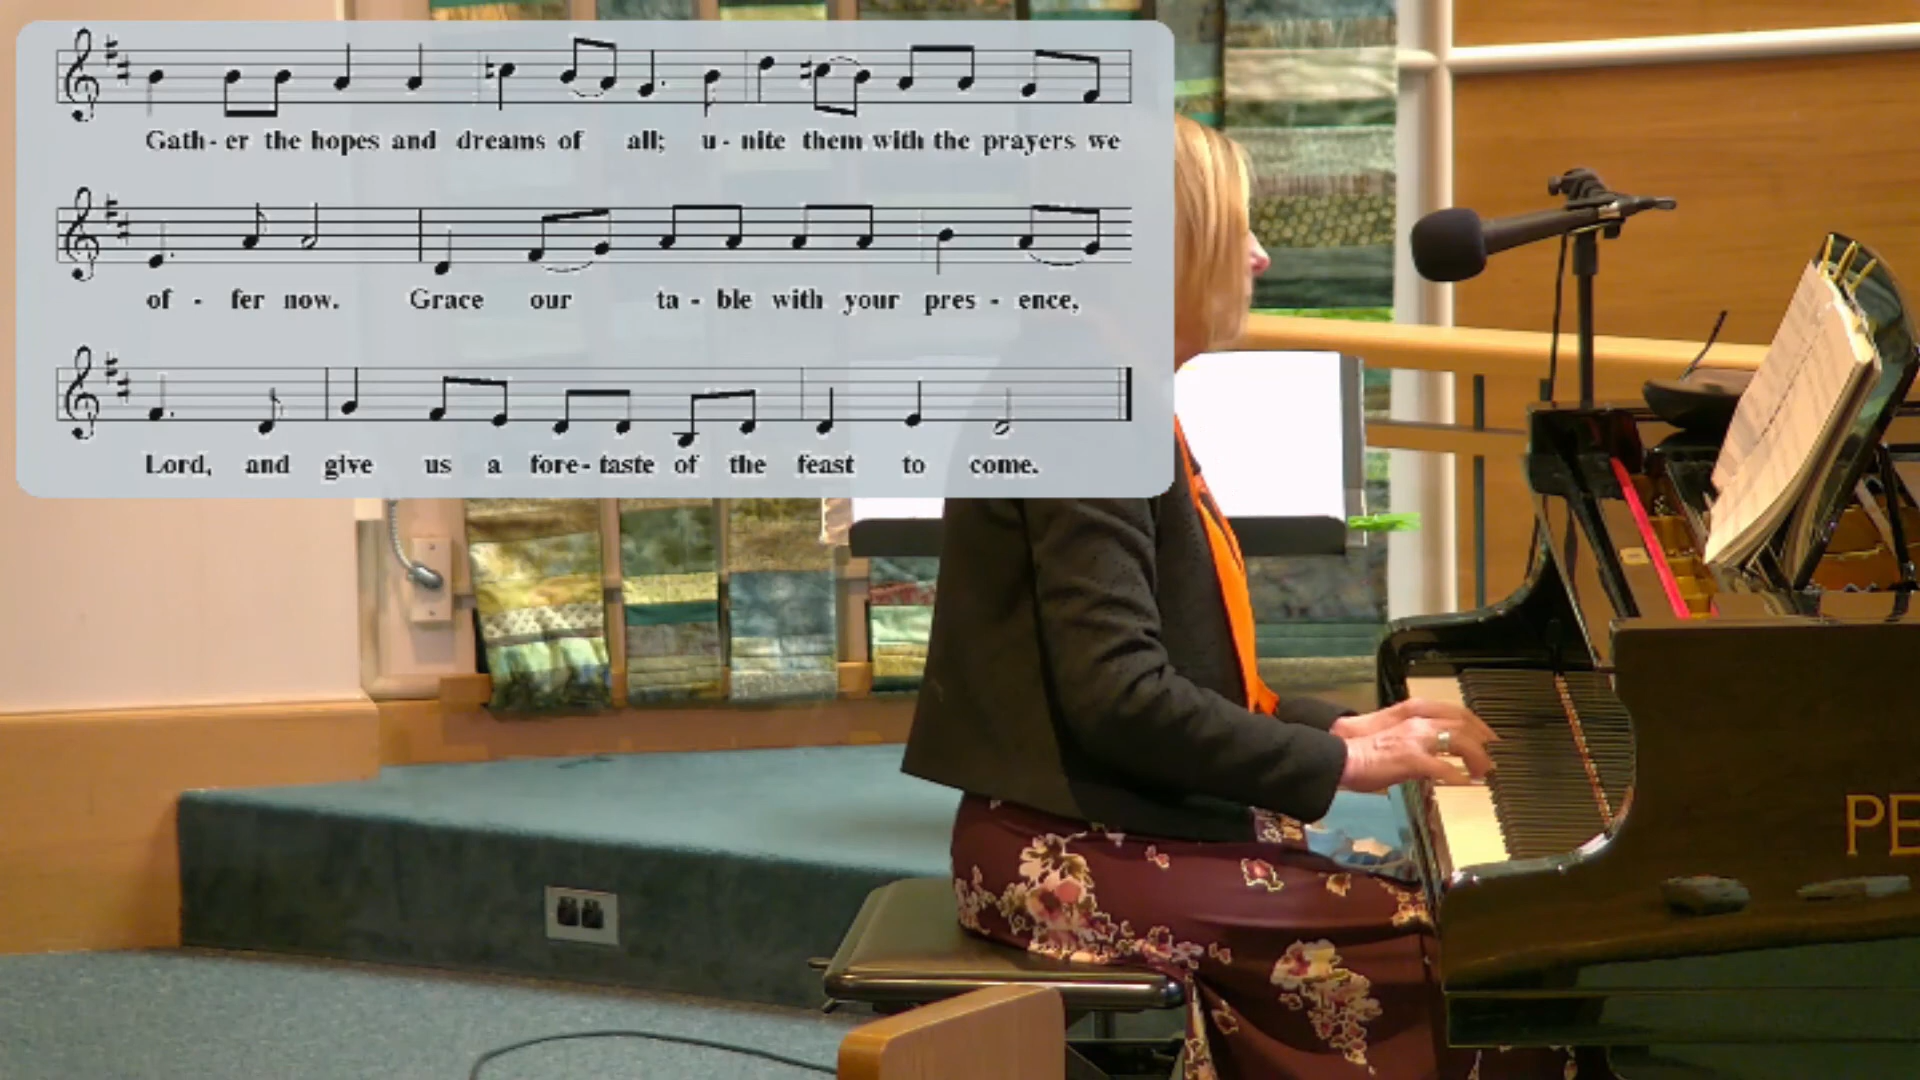 Gath - er the hopes and dreams of all; u - nite them with the prayers we
of - fer now. Grace our ta - ble with your pres - ence,
Lord, and give us a fore - taste of the feast to come.
PE